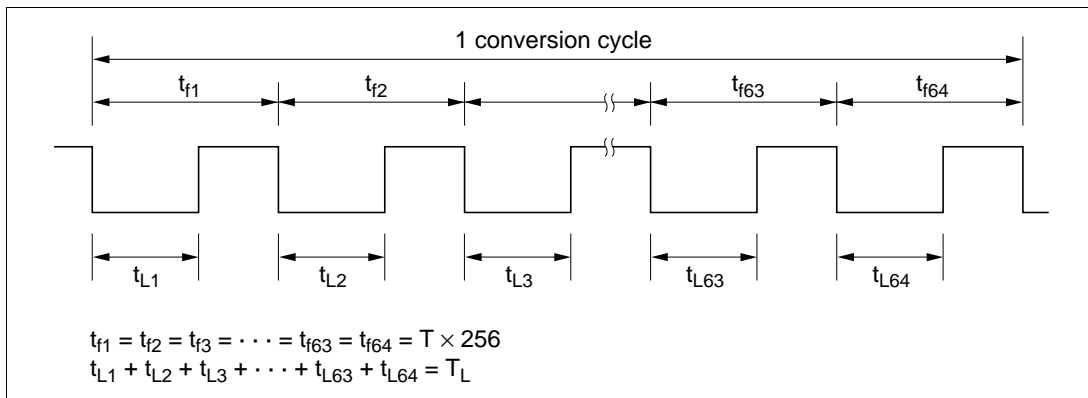 1 conversion cycle
tf1 tf2 tf63 tf64
tL1 tL2 tL3 tL63 tL64
tf1 = tf2 = tf3 = · · · = tf63 = tf64 = T × 256
tL1 + tL2 + tL3 + · · · + tL63 + tL64 = TL